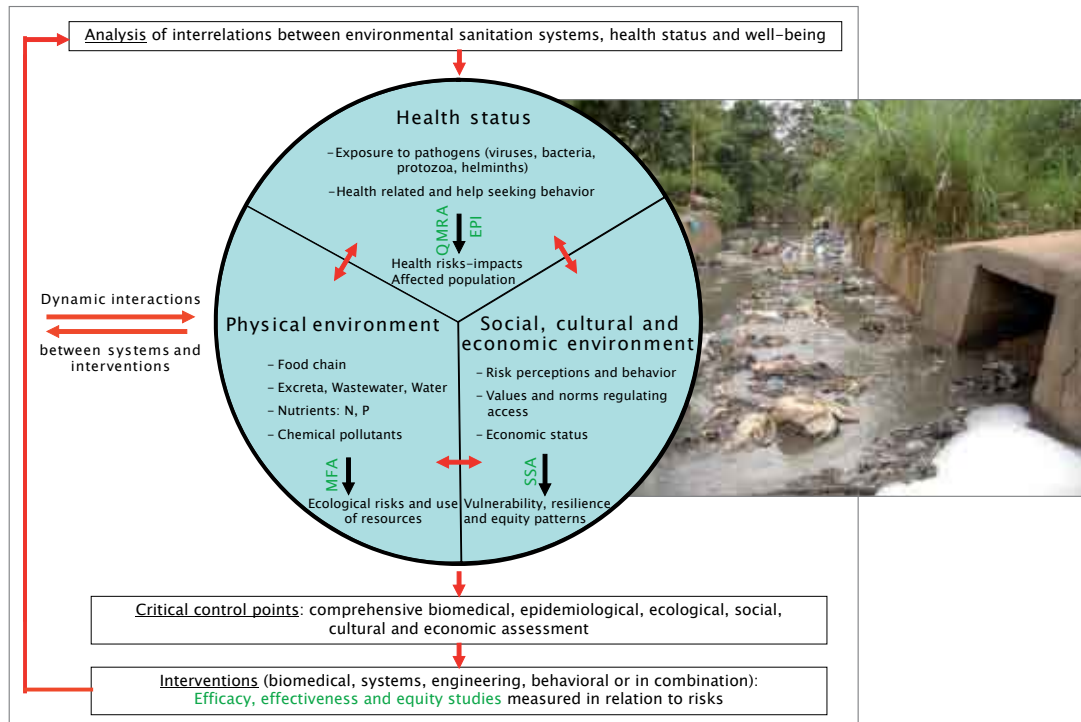 Analysis of interrelations between environmental sanitation systems, health status and well-being
Health status
- Exposure to pathogens (viruses, bacteria,
protozoa, helminths)
- Health related and help seeking behavior
QMRA
EPI
Health risks-impacts
Affected population
Dynamic interactions
between systems and
interventions
Physical environment
- Food chain
- Excreta, Wastewater, Water
- Nutrients: N, P
- Chemical pollutants
MFA
Ecological risks and use
of resources
Social, cultural and
economic environment
- Risk perceptions and behavior
- Values and norms regulating
access
- Economic status
SSA
Vulnerability, resilience
and equity patterns
Critical control points: comprehensive biomedical, epidemiological, ecological, social,
cultural and economic assessment
Interventions (biomedical, systems, engineering, behavioral or in combination):
Efficacy, effectiveness and equity studies measured in relation to risks